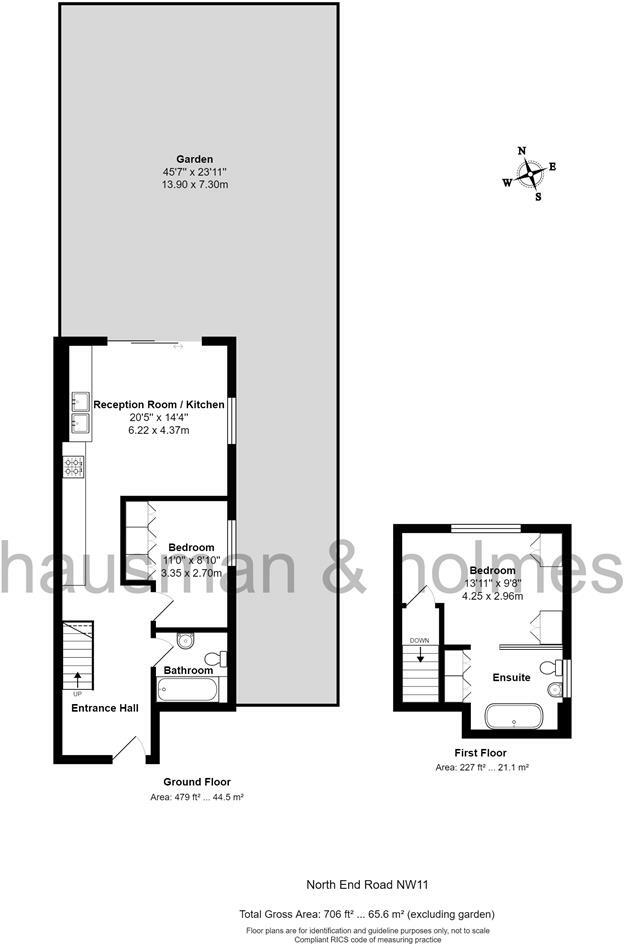 Garden
45'7" x 23'11"
13.90 x 7.30m
N
E
W
S
Reception Room / Kitchen
20'5" x 14'4"
6.22 x 4.37m
Bedroom
11'0" x 8'10"
3.35 x 2.70m
hausman & holmes
Bedroom
13'11" x 9'8"
4.25 x 2.96m
DOWN
Bathroom
Ensuite
UP
Entrance Hall
First Floor
Area: 227 ft² ... 21.1 m²
Ground Floor
Area: 479 ft² ... 44.5 m²
North End Road NW11
Total Gross Area: 706 ft² ... 65.6 m² (excluding garden)
Floor plans are for identification and guideline purposes only, not to scale
Compliant RICS code of measuring practice